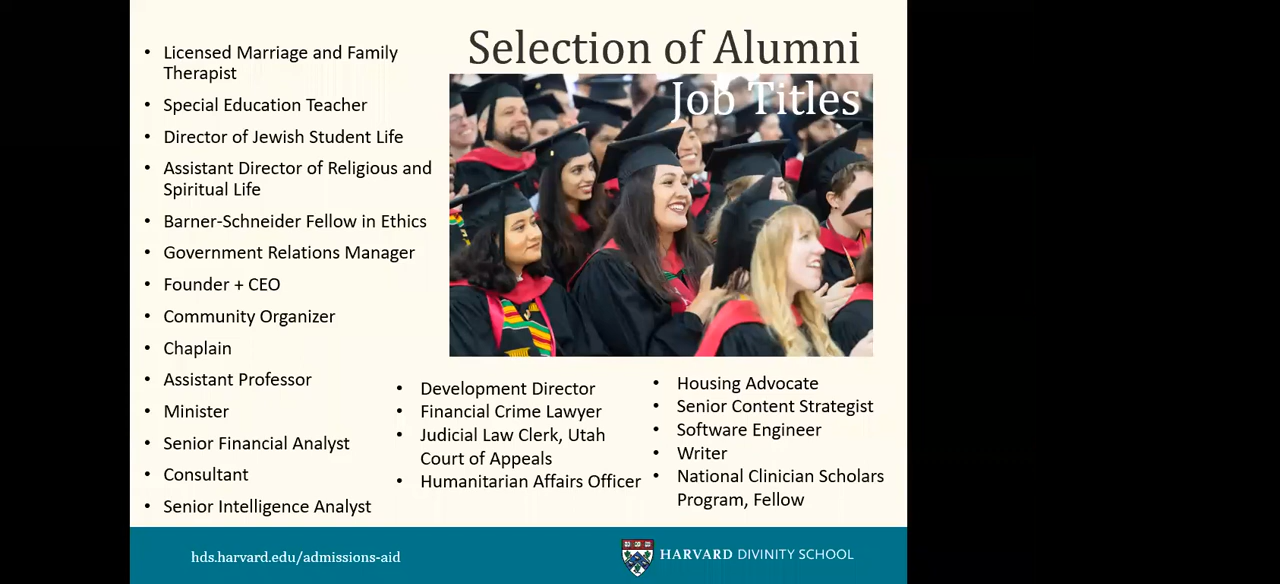 Selection of Alumni
Job Titles
• Licensed Marriage and Family
Therapist
• Special Education Teacher
• Director of Jewish Student Life
• Assistant Director of Religious and
Spiritual Life
• Barner-Schneider Fellow in Ethics
• Government Relations Manager
• Founder + CEO
• Community Organizer
• Chaplain
• Assistant Professor
• Minister
• Senior Financial Analyst
• Consultant
• Senior Intelligence Analyst
• Development Director
• Financial Crime Lawyer
• Judicial Law Clerk, Utah
Court of Appeals
• Humanitarian Affairs Officer
• Housing Advocate
• Senior Content Strategist
• Software Engineer
• Writer
• National Clinician Scholars
Program, Fellow
hds.harvard.edu/admissions-aid
HARVARD DIVINITY SCHOOL